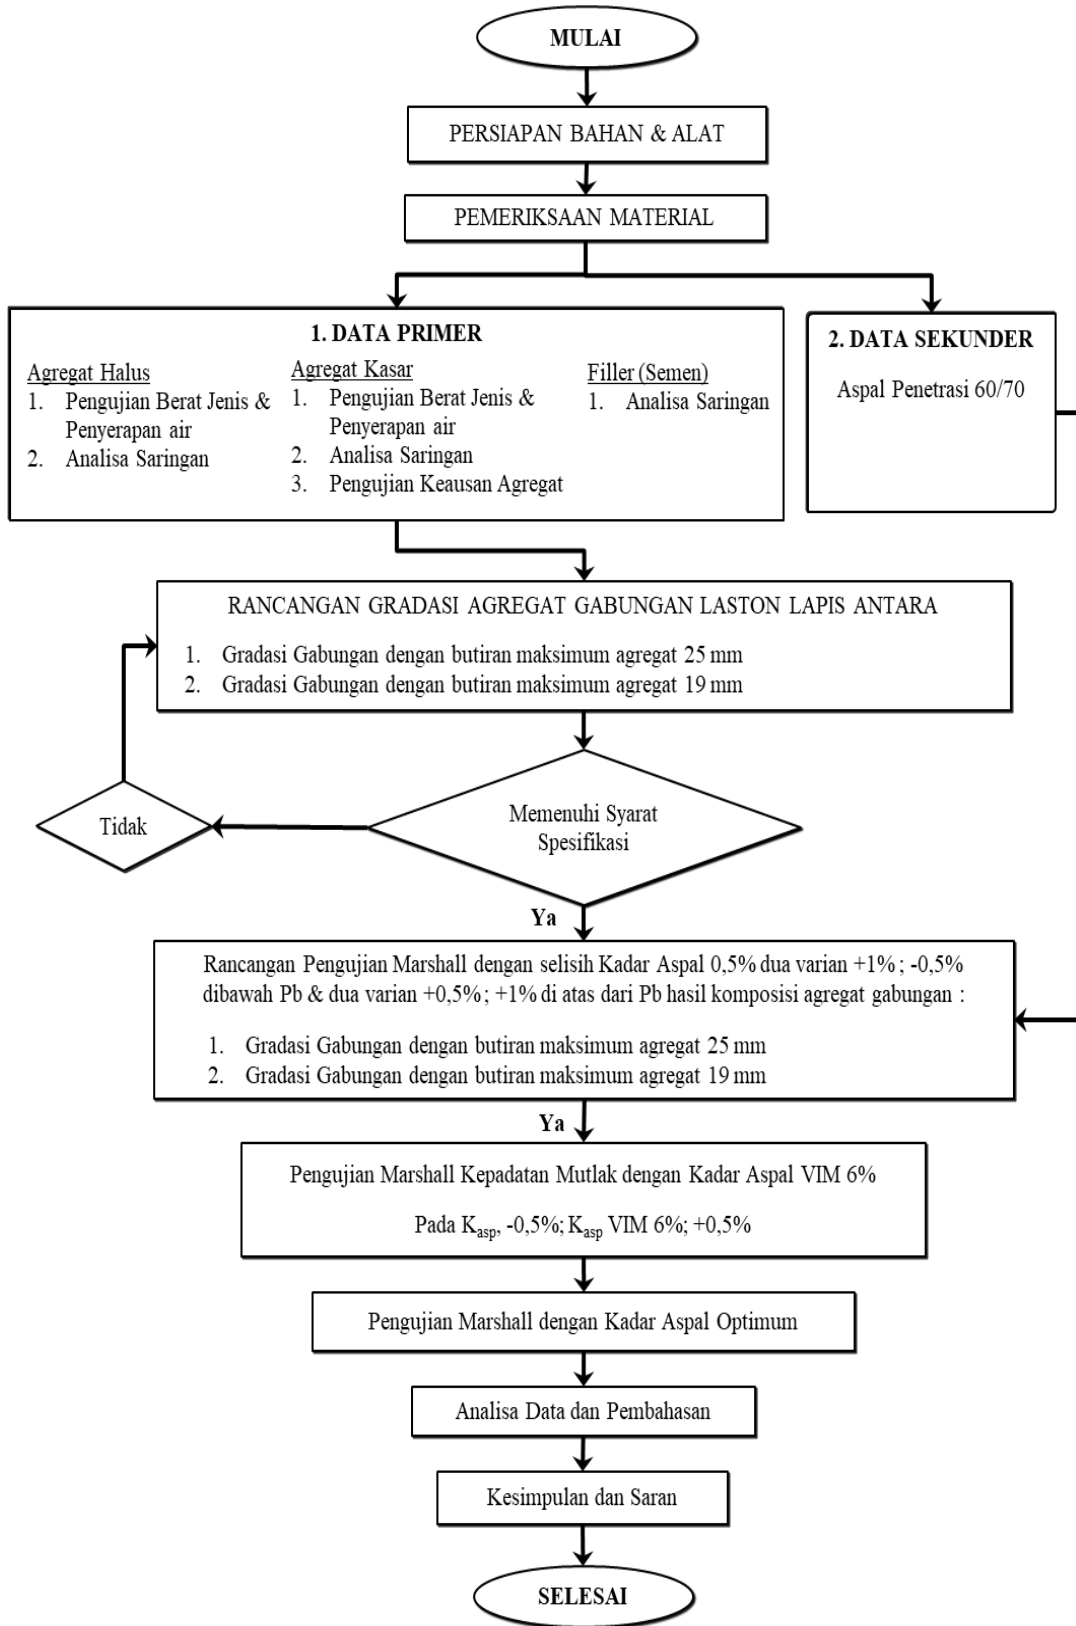 MULAI
PERSIAPAN BAHAN & ALAT
PEMERIKSAAN MATERIAL
1. DATA PRIMER
Agregat Halus
1. Pengujian Berat Jenis &
Penyerapan air
2. Analisa Saringan
Agregat Kasar
1. Pengujian Berat Jenis &
Penyerapan air
2. Analisa Saringan
3. Pengujian Keausan Agregat
Filler (Semen)
1. Analisa Saringan
2. DATA SEKUNDER
Aspal Penetrasi 60/70
RANCANGAN GRADASI AGREGAT GABUNGAN LASTON LAPIS ANTARA
1. Gradasi Gabungan dengan butiran maksimum agregat 25 mm
2. Gradasi Gabungan dengan butiran maksimum agregat 19 mm
Memenuhi Syarat
Spesifikasi
Tidak
Ya
Rancangan Pengujian Marshall dengan selisih Kadar Aspal 0,5% dua varian +1% ; -0,5%
dibawah Pb & dua varian +0,5% ; +1% di atas dari Pb hasil komposisi agregat gabungan :
1. Gradasi Gabungan dengan butiran maksimum agregat 25 mm
2. Gradasi Gabungan dengan butiran maksimum agregat 19 mm
Ya
Pengujian Marshall Kepadatan Mutlak dengan Kadar Aspal VIM 6%
Pada Kasp, -0,5%; Kasp VIM 6%; +0,5%
Pengujian Marshall dengan Kadar Aspal Optimum
Analisa Data dan Pembahasan
Kesimpulan dan Saran
SELESAI